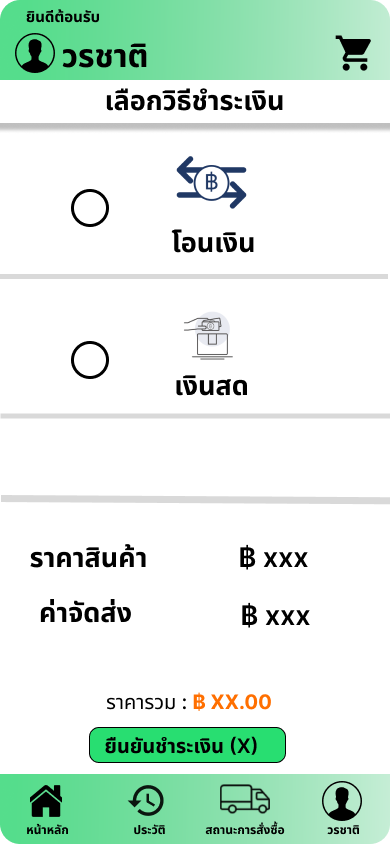 ยินดีต้อนรับ
วรชาติ
เลือกวิธีชำระเงิน
฿
โอนเงิน
เงินสด
ราคาสินค้า ฿ xxx
ค่าจัดส่ง ฿ xxx
ราคารวม : ฿ XX.00
ยืนยันชำระเงิน (X)
หน้าหลัก ประวัติ สถานะการสั่งซื้อ วรชาติ